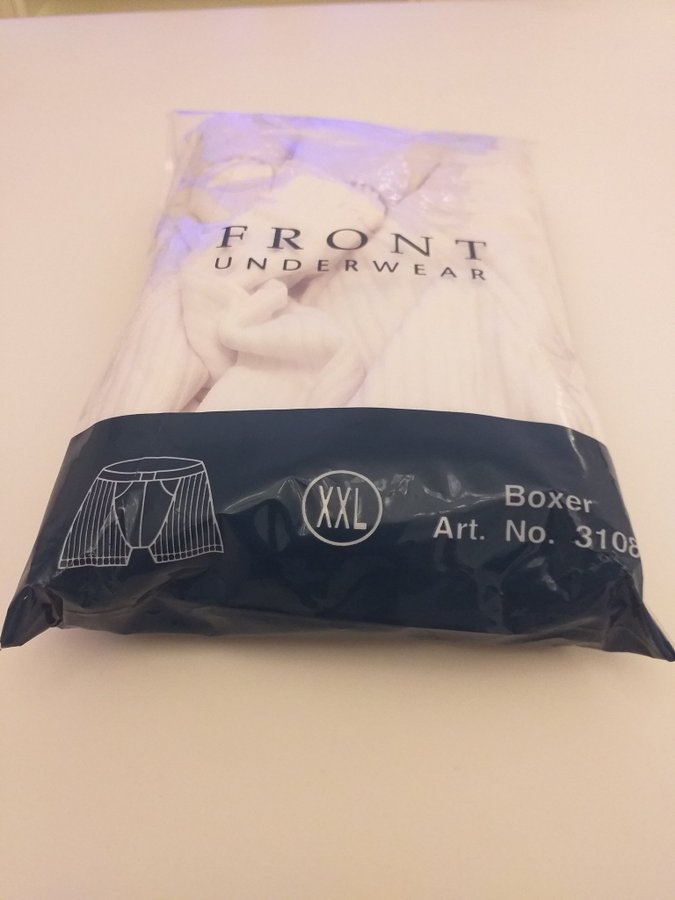 FRONT
UNDERWEAR
XXL
Boxer
Art. No. 3108